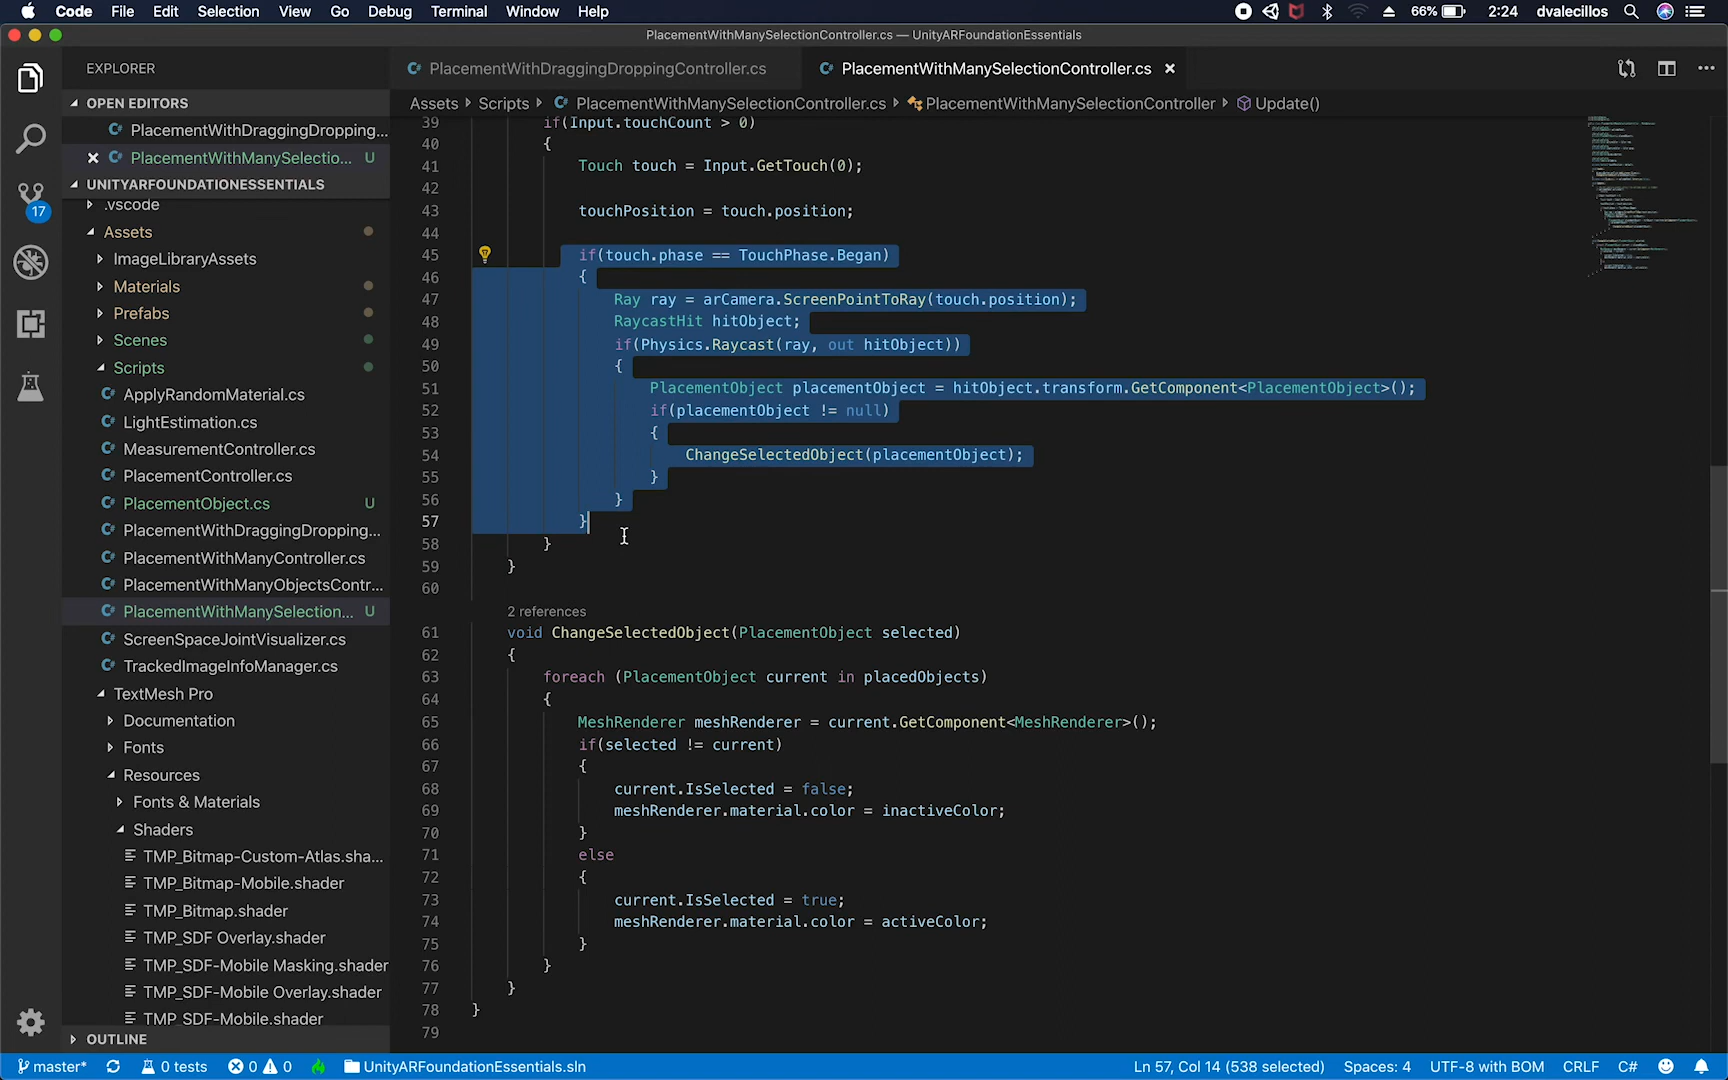 Code File Edit Selection View Go Debug Terminal Window Help 66% 2:24 dvalecillos
PlacementWithManySelectionController.cs — UnityARFoundationEssentials
EXPLORER
PlacementWithDraggingDroppingController.cs PlacementWithManySelectionController.cs
OPEN EDITORS
Assets Scripts PlacementWithManySelectionController.cs PlacementWithManySelectionController Update()
PlacementWithDraggingDropping...
PlacementWithManySelectio... U
UNITYARFOUNDATIONESSENTIALS
.vscode
Assets
ImageLibraryAssets
Materials
Prefabs
Scenes
Scripts
ApplyRandomMaterial.cs
LightEstimation.cs
MeasurementController.cs
PlacementController.cs
PlacementObject.cs U
PlacementWithDraggingDropping...
PlacementWithManyController.cs
PlacementWithManyObjectsContr...
PlacementWithManySelection... U
ScreenSpaceJointVisualizer.cs
TrackedImageInfoManager.cs
TextMesh Pro
Documentation
Fonts
Resources
Fonts & Materials
Shaders
TMP_Bitmap-Custom-Atlas.sha...
TMP_Bitmap-Mobile.shader
TMP_Bitmap.shader
TMP_SDF Overlay.shader
TMP_SDF-Mobile Masking.shader
TMP_SDF-Mobile Overlay.shader
TMP_SDF-Mobile.shader
OUTLINE
17
39 if(Input.touchCount > 0)
40 {
41 Touch touch = Input.GetTouch(0);
42
43 touchPosition = touch.position;
44
45 if(touch.phase == TouchPhase.Began)
46 {
47 Ray ray = arCamera.ScreenPointToRay(touch.position);
48 RaycastHit hitObject;
49 if(Physics.Raycast(ray, out hitObject))
50 {
51 PlacementObject placementObject = hitObject.transform.GetComponent<PlacementObject>();
52 if(placementObject != null)
53 {
54 ChangeSelectedObject(placementObject);
55 }
56 }
57 }
58 }
59 }
60
2 references
61 void ChangeSelectedObject(PlacementObject selected)
62 {
63 foreach (PlacementObject current in placedObjects)
64 {
65 MeshRenderer meshRenderer = current.GetComponent<MeshRenderer>();
66 if(selected != current)
67 {
68 current.IsSelected = false;
69 meshRenderer.material.color = inactiveColor;
70 }
71 else
72 {
73 current.IsSelected = true;
74 meshRenderer.material.color = activeColor;
75 }
76 }
77 }
78 }
79
master* 0 tests 0 0 UnityARFoundationEssentials.sln Ln 57, Col 14 (538 selected) Spaces: 4 UTF-8 with BOM CRLF C#